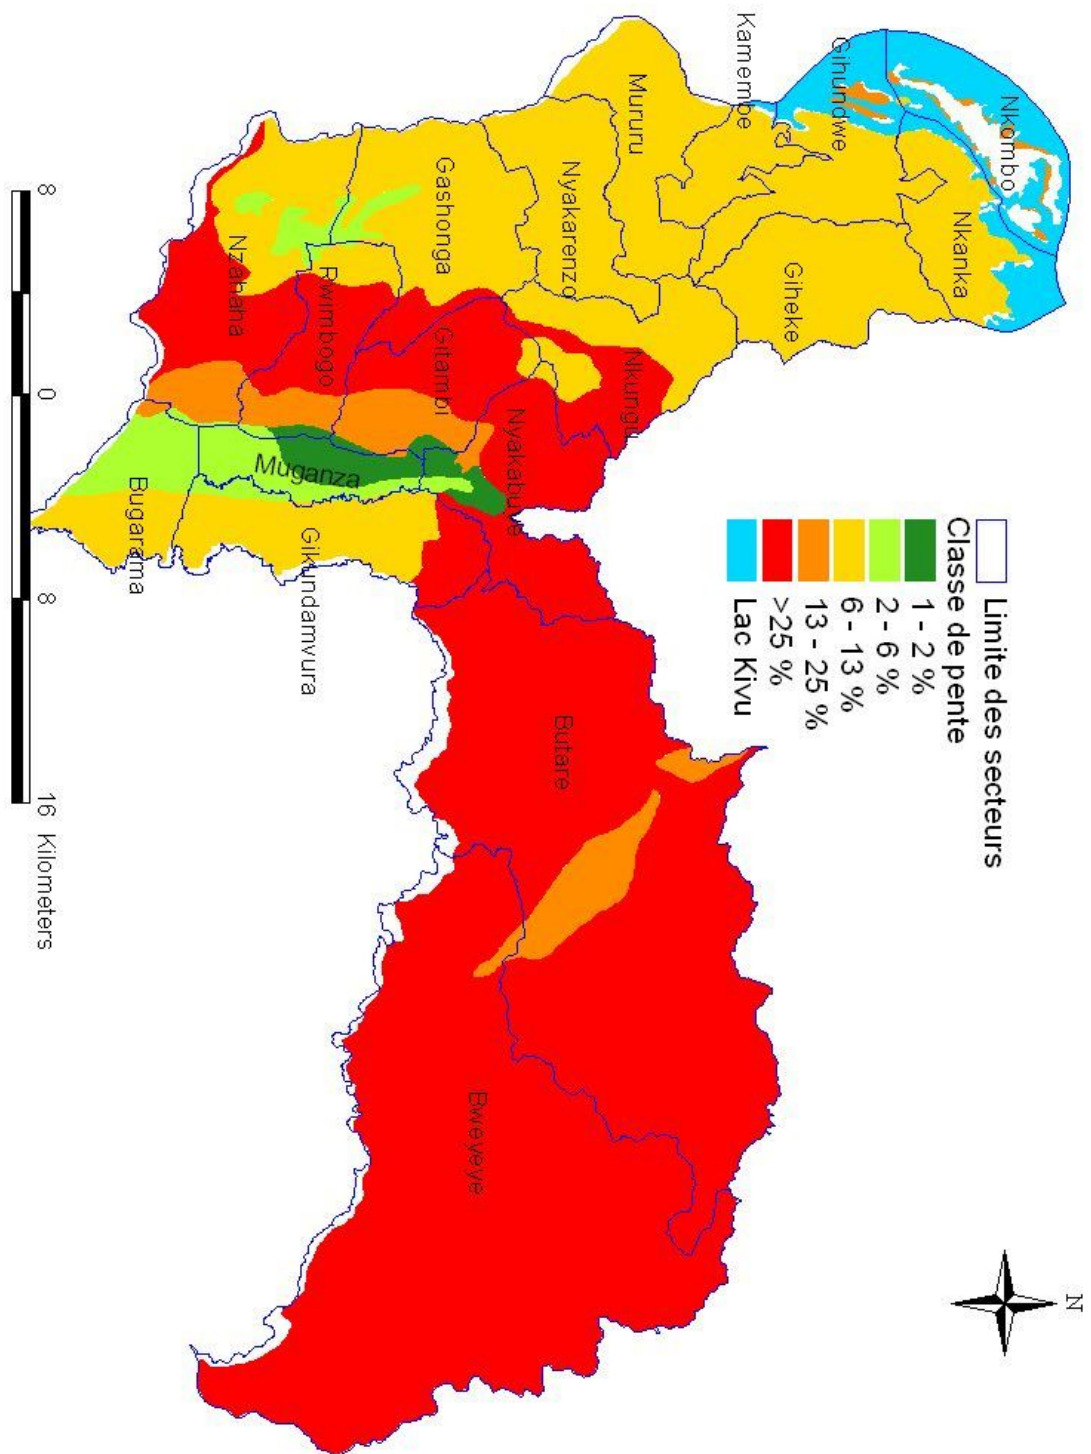 N
Limite des secteurs
Classe de pente
1 - 2 %
2 - 6 %
6 - 13 %
13 - 25 %
>25 %
Lac Kivu
Nkombo
Nkanka
Gihundwe
Giheke
Kamembe
Mururu
Nkungu
Nyakarenzo
Butare
Nyakabuye
Bweyeye
Gashonga
Gitambi
Rwimbogo
Gikundamvura
Muganza
Nzahaha
Bugarama
8 0 8 16 Kilometers